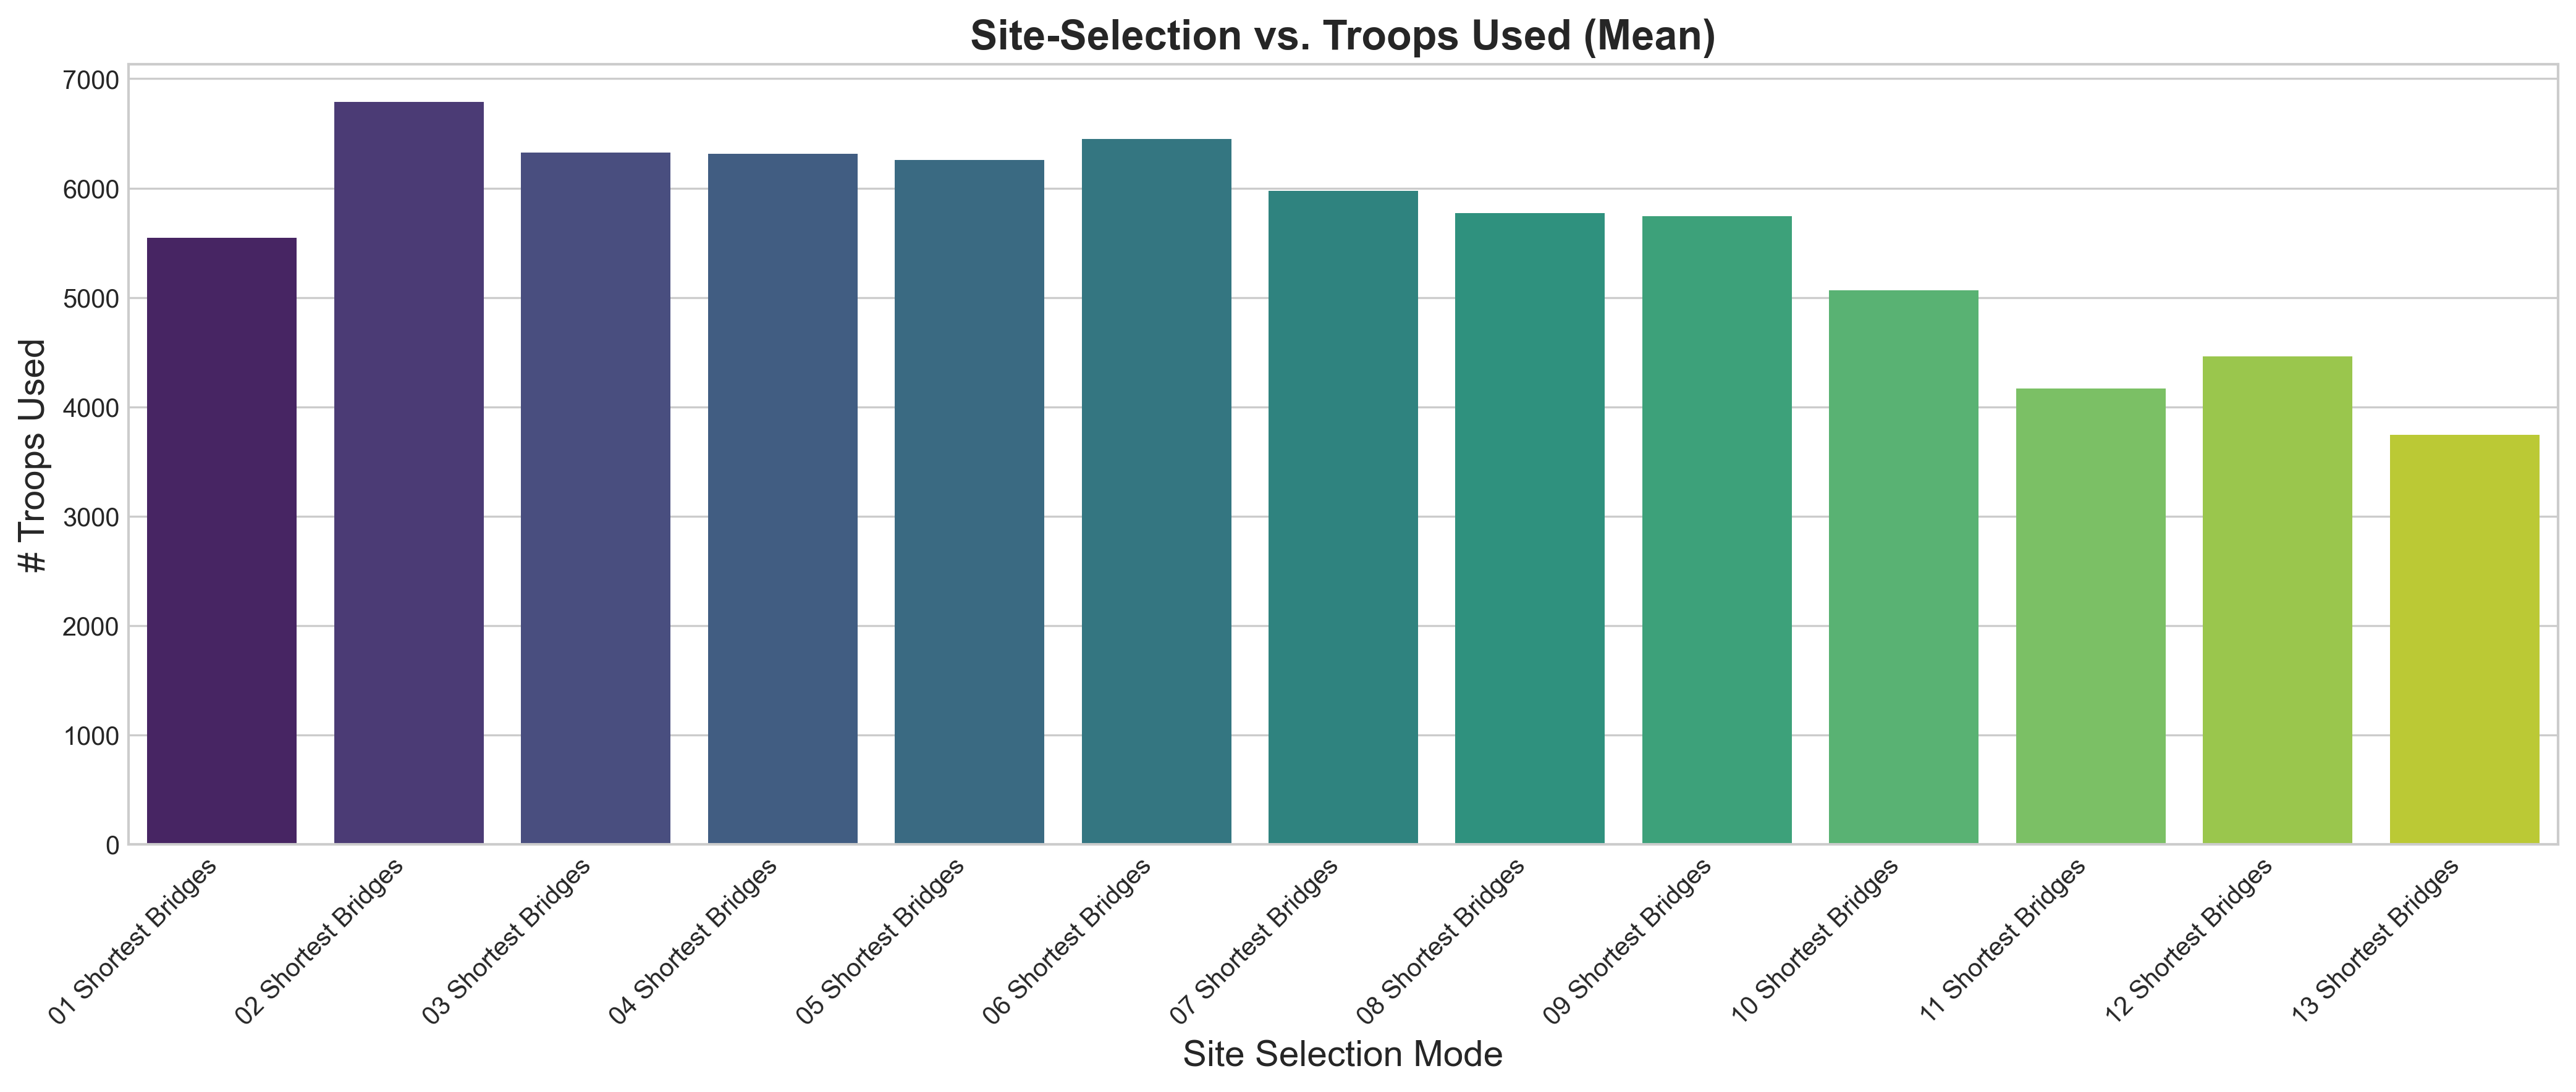 Site-Selection vs. Troops Used (Mean)
# Troops Used
7000
6000
5000
4000
3000
2000
1000
0
01 Shortest Bridges
02 Shortest Bridges
03 Shortest Bridges
04 Shortest Bridges
05 Shortest Bridges
06 Shortest Bridges
07 Shortest Bridges
08 Shortest Bridges
09 Shortest Bridges
10 Shortest Bridges
11 Shortest Bridges
12 Shortest Bridges
13 Shortest Bridges
Site Selection Mode